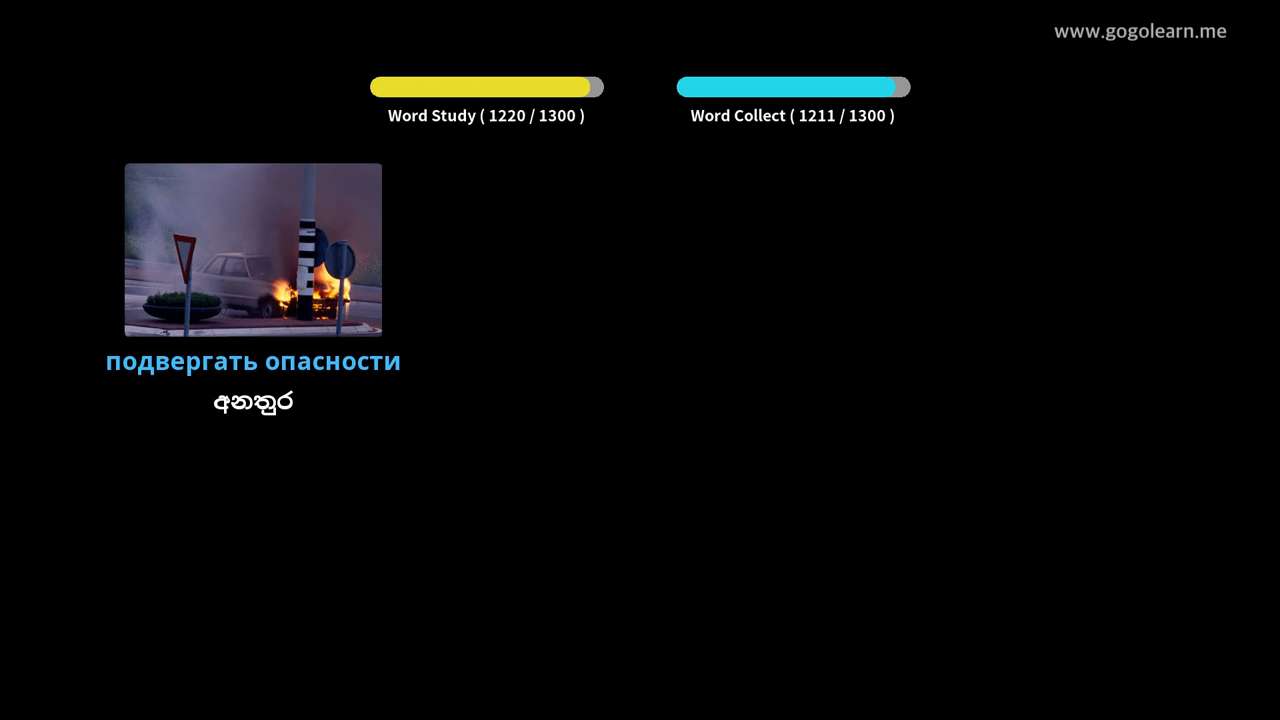 www.gogolearn.me
Word Study ( 1220 / 1300 )
Word Collect ( 1211 / 1300 )
подвергать опасности
අනතුර